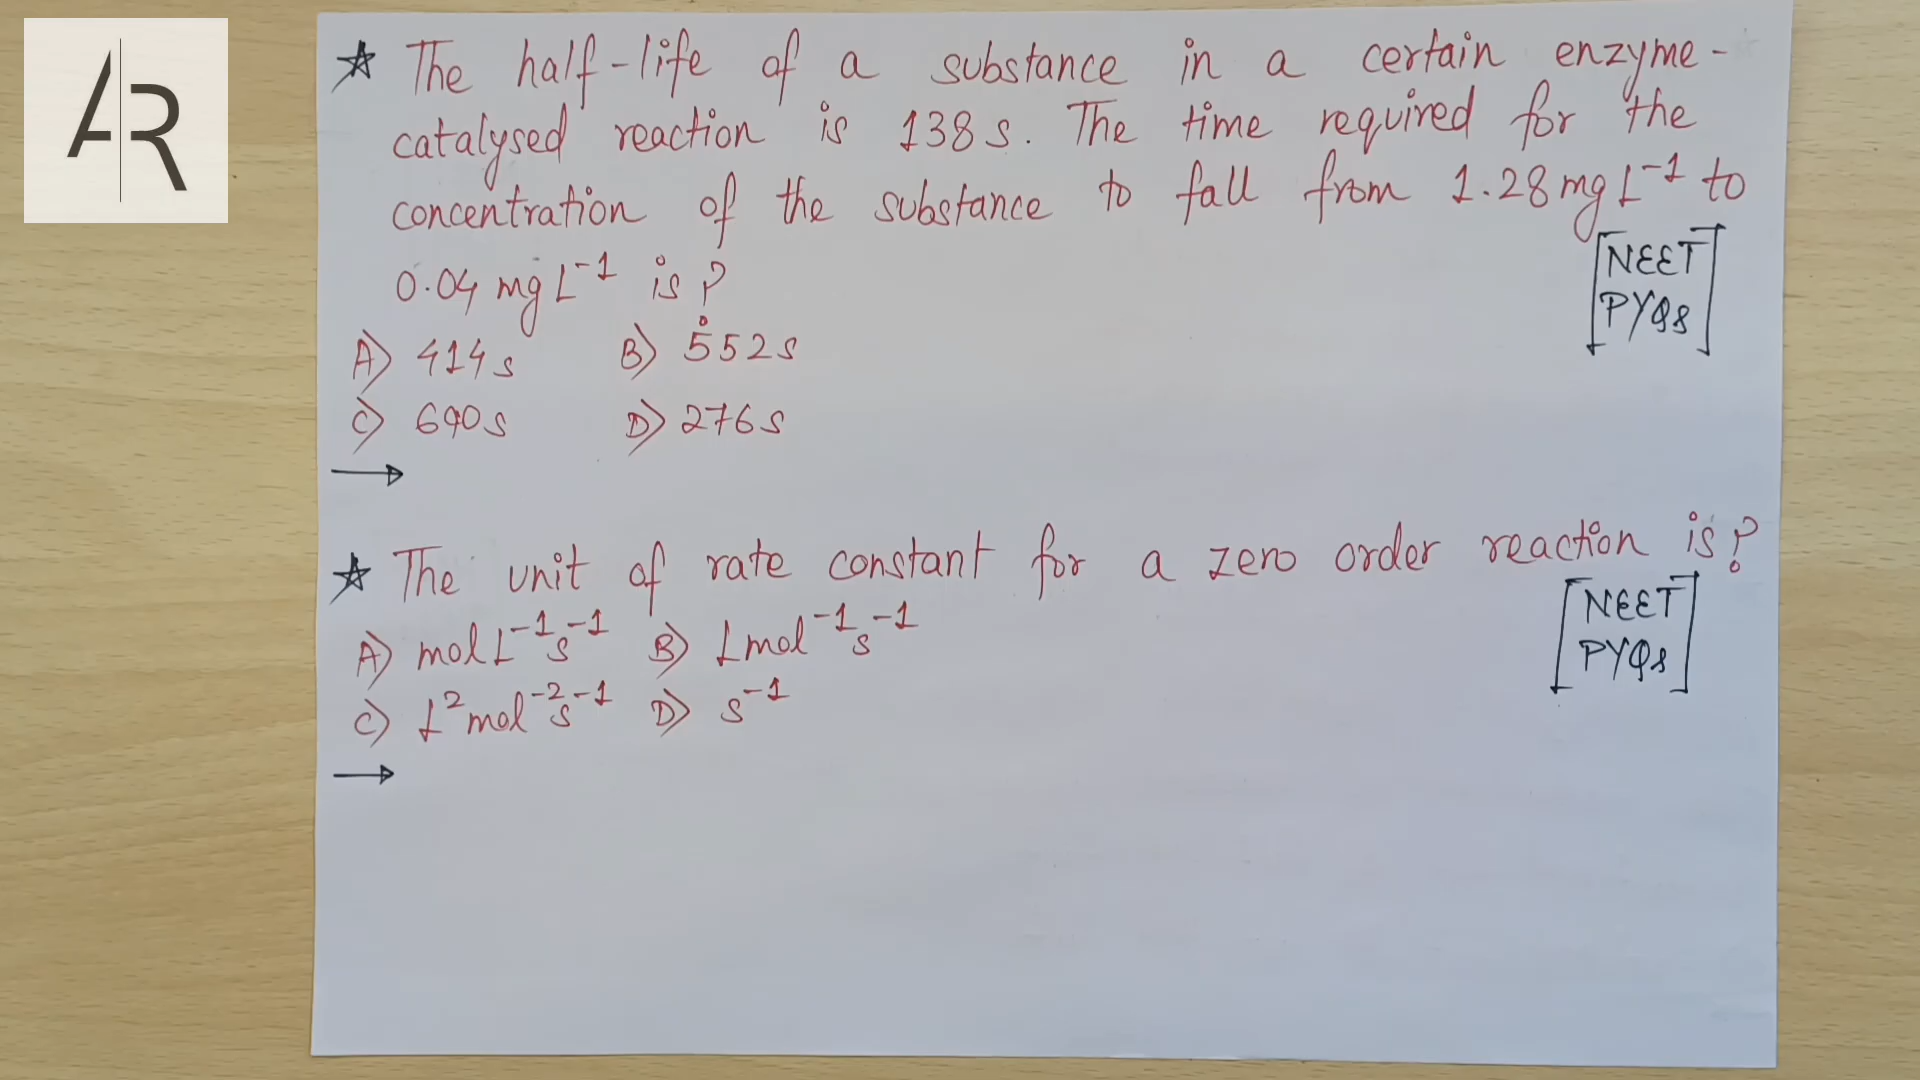 AR
☆ The half-life of a substance in a certain enzyme-
catalysed reaction is 138 s. The time required for the
concentration of the substance to fall from 1.28 mg L⁻¹ to
0.04 mg L⁻¹ is ?
[NEET
PYQs]
A) 414 s B) 552 s
C) 690 s D) 276 s
→
☆ The unit of rate constant for a zero order reaction is ?
[NEET
PYQs]
A) mol L⁻¹ s⁻¹ B) L mol⁻¹ s⁻¹
C) L² mol⁻² s⁻¹ D) s⁻¹
→